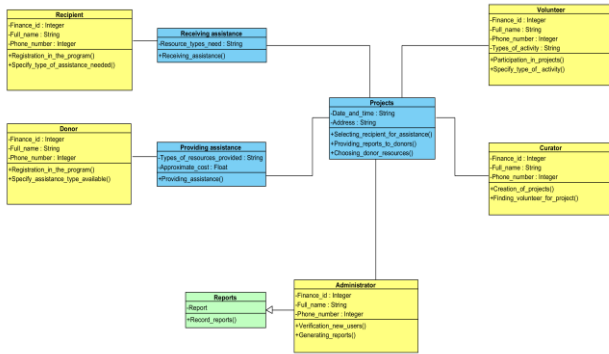 Recipient
-Finance_id : Integer
-Full_name : String
-Phone_number : Integer
+Registration_in_the_program()
+Specify_type_of_assistance_needed()
Receiving assistance
-Resource_types_need : String
+Receiving_assistance()
Volunteer
-Finance_id : Integer
-Full_name : String
-Phone_number : Integer
-Types_of_activity : String
+Participation_in_projects()
+Specify_type_of_activity()
Projects
-Date_and_time : String
-Address : String
+Selecting_recipient_for_assistance()
+Providing_reports_to_donors()
+Choosing_donor_resources()
Donor
-Finance_id : Integer
-Full_name : String
-Phone_number : Integer
+Registration_in_the_program()
+Specify_assistance_type_available()
Providing assistance
-Types_of_resources_provided : String
-Approximate_cost : Float
+Providing_assistance()
Curator
-Finance_id : Integer
-Full_name : String
-Phone_number : Integer
+Creation_of_projects()
+Finding_volunteer_for_project()
Reports
-Report
+Record_reports()
Administrator
-Finance_id : Integer
-Full_name : String
-Phone_number : Integer
+Verification_new_users()
+Generating_reports()